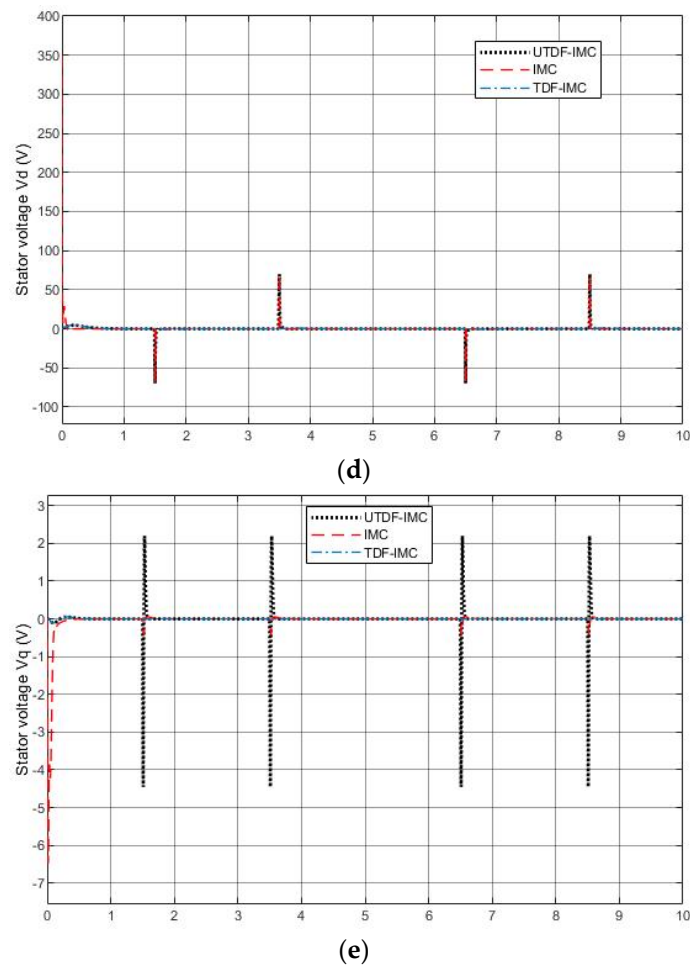 400
350
300
250
200
150
100
50
0
-50
-100
Stator voltage Vd (V)
UTDF-IMC
IMC
TDF-IMC
0 1 2 3 4 5 6 7 8 9 10
(d)
3
2
1
0
-1
-2
-3
-4
-5
-6
-7
Stator voltage Vq (V)
UTDF-IMC
IMC
TDF-IMC
0 1 2 3 4 5 6 7 8 9 10
(e)